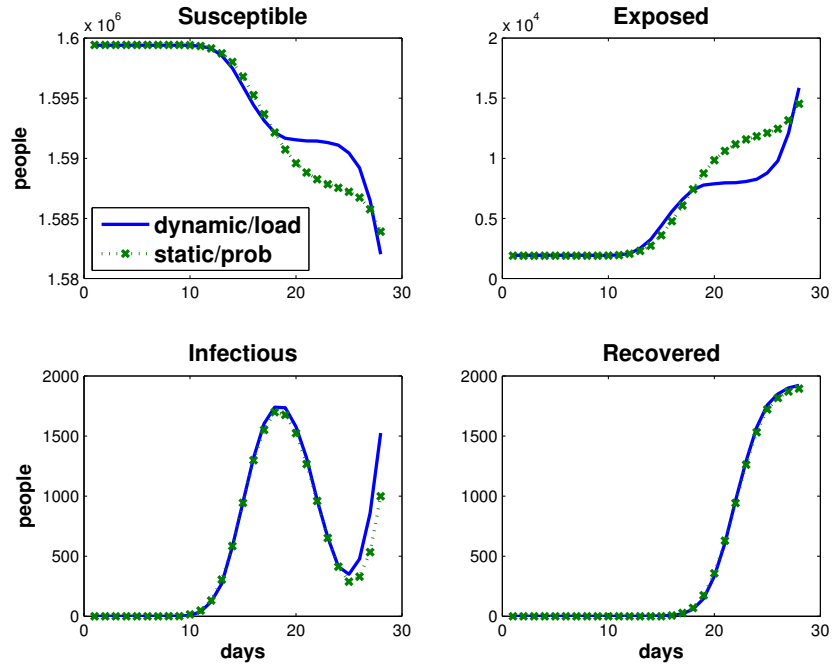 Susceptible
x 10^6
1.6
1.595
1.59
1.585
1.58
people
0 10 20 30
dynamic/load
static/prob
Exposed
x 10^4
2
1.5
1
0.5
0
0 10 20 30
Infectious
2000
1500
1000
500
0
people
0 10 20 30
days
Recovered
2000
1500
1000
500
0
0 10 20 30
days